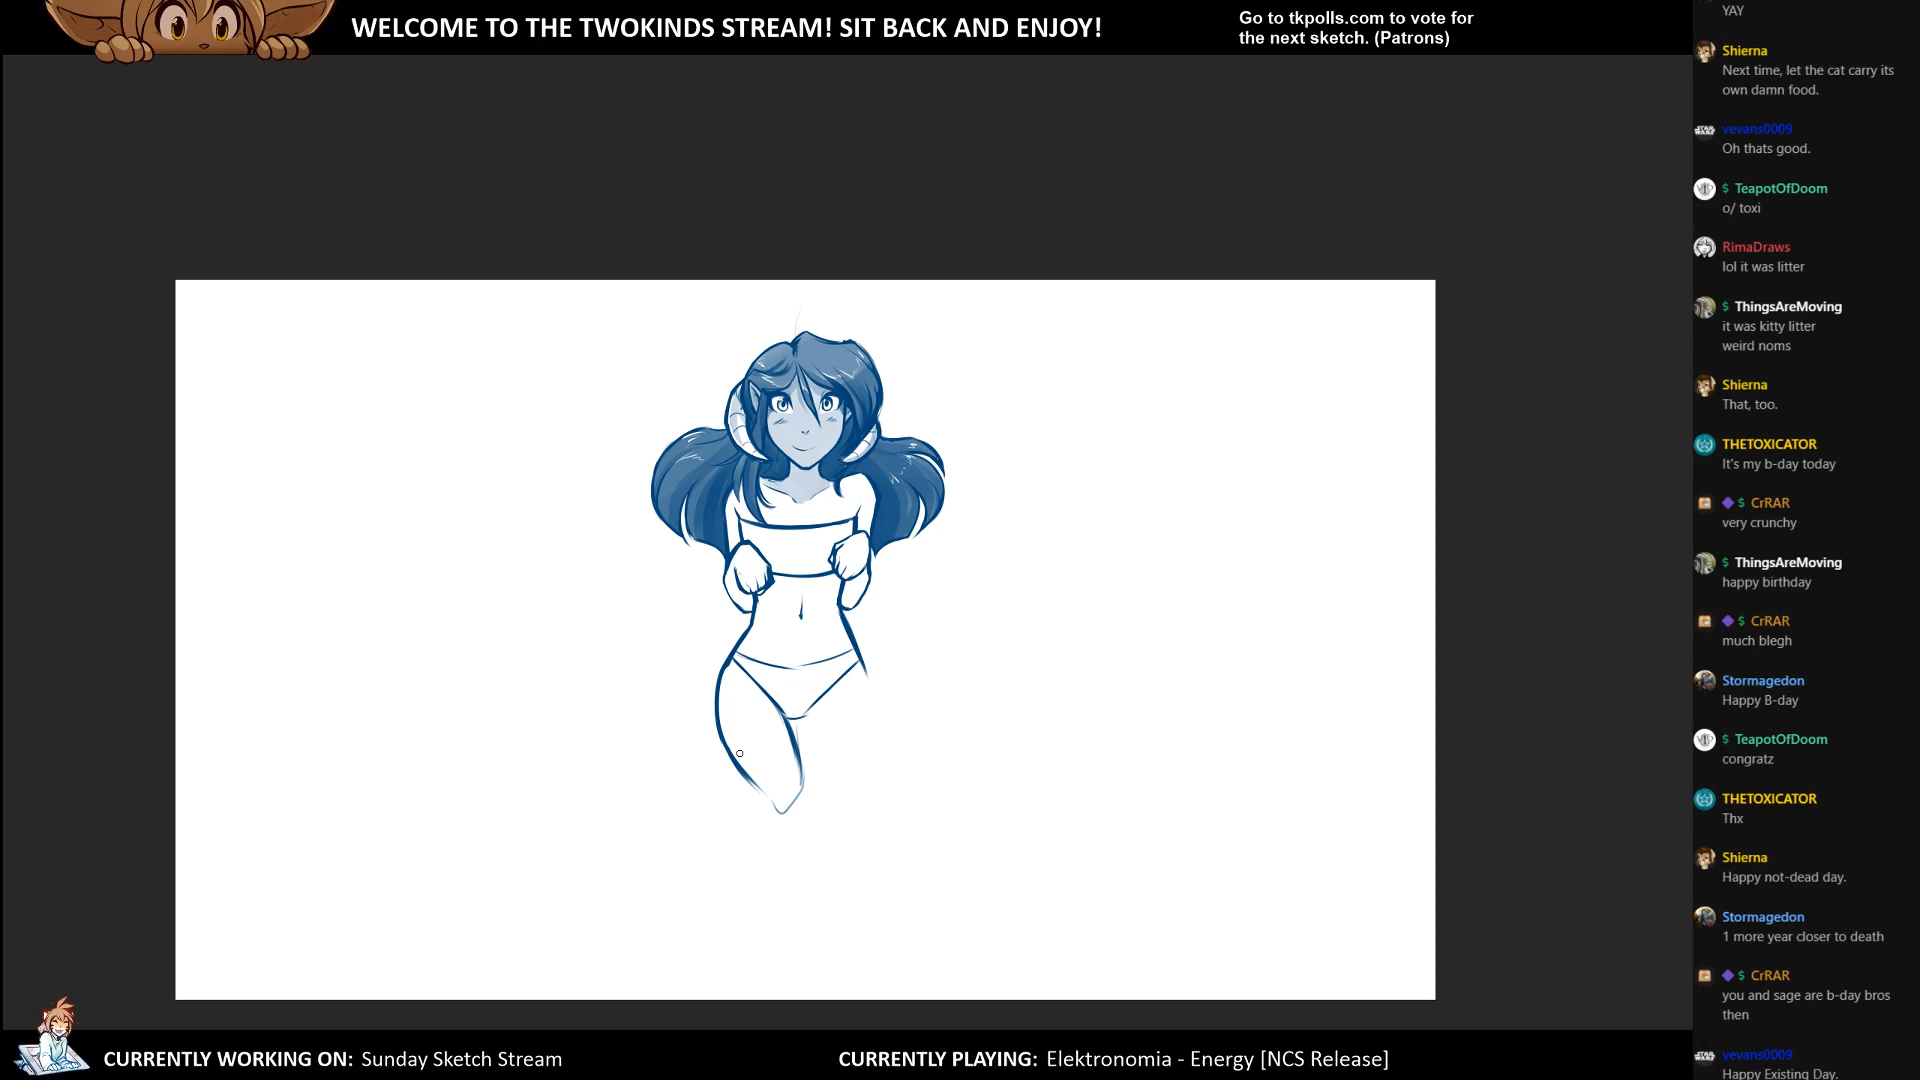 WELCOME TO THE TWOKINDS STREAM! SIT BACK AND ENJOY!
Go to tkpolls.com to vote for
the next sketch. (Patrons)
YAY
Shierna
Next time, let the cat carry its
own damn food.
vevans0009
Oh thats good.
$ TeapotOfDoom
o/ toxi
RimaDraws
lol it was litter
$ ThingsAreMoving
it was kitty litter
weird noms
Shierna
That, too.
THETOXICATOR
It's my b-day today
$ CrRAR
very crunchy
$ ThingsAreMoving
happy birthday
$ CrRAR
much blegh
Stormagedon
Happy B-day
$ TeapotOfDoom
congratz
THETOXICATOR
Thx
Shierna
Happy not-dead day.
Stormagedon
1 more year closer to death
$ CrRAR
you and sage are b-day bros
then
vevans0009
Happy Existing Day.
CURRENTLY WORKING ON: Sunday Sketch Stream
CURRENTLY PLAYING: Elektronomia - Energy [NCS Release]